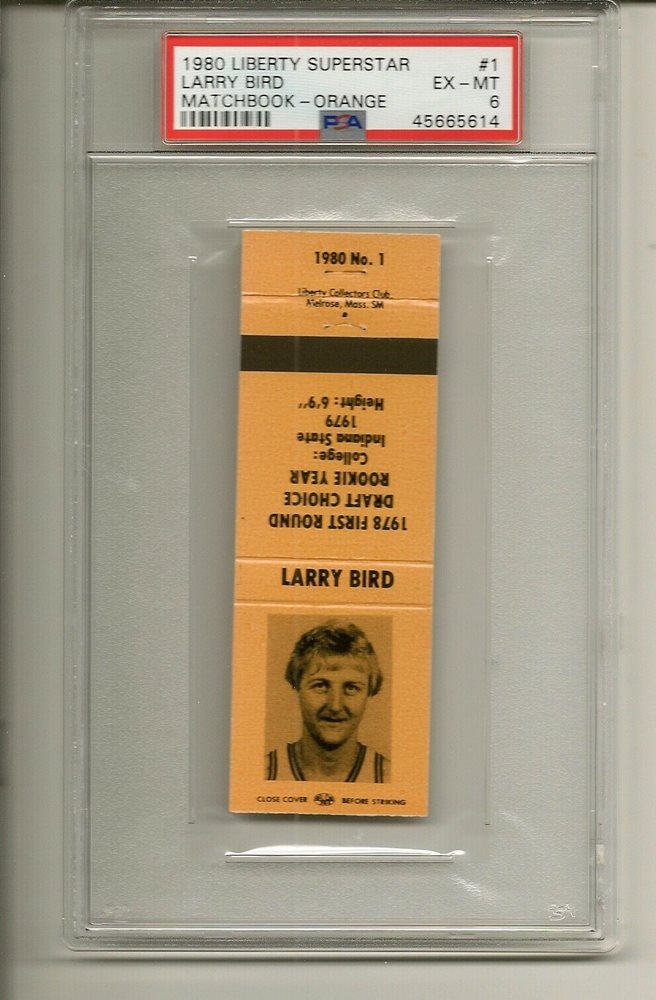 1980 LIBERTY SUPERSTAR #1
LARRY BIRD EX - MT
MATCHBOOK - ORANGE 6
PSA 45665614
1980 No. 1
Liberty Collectors Club,
Melrose, Mass. SM
1978 FIRST ROUND
DRAFT CHOICE
ROOKIE YEAR
College:
Indiana State
1979
Height: 6'9"
LARRY BIRD
CLOSE COVER BEFORE STRIKING
PSA